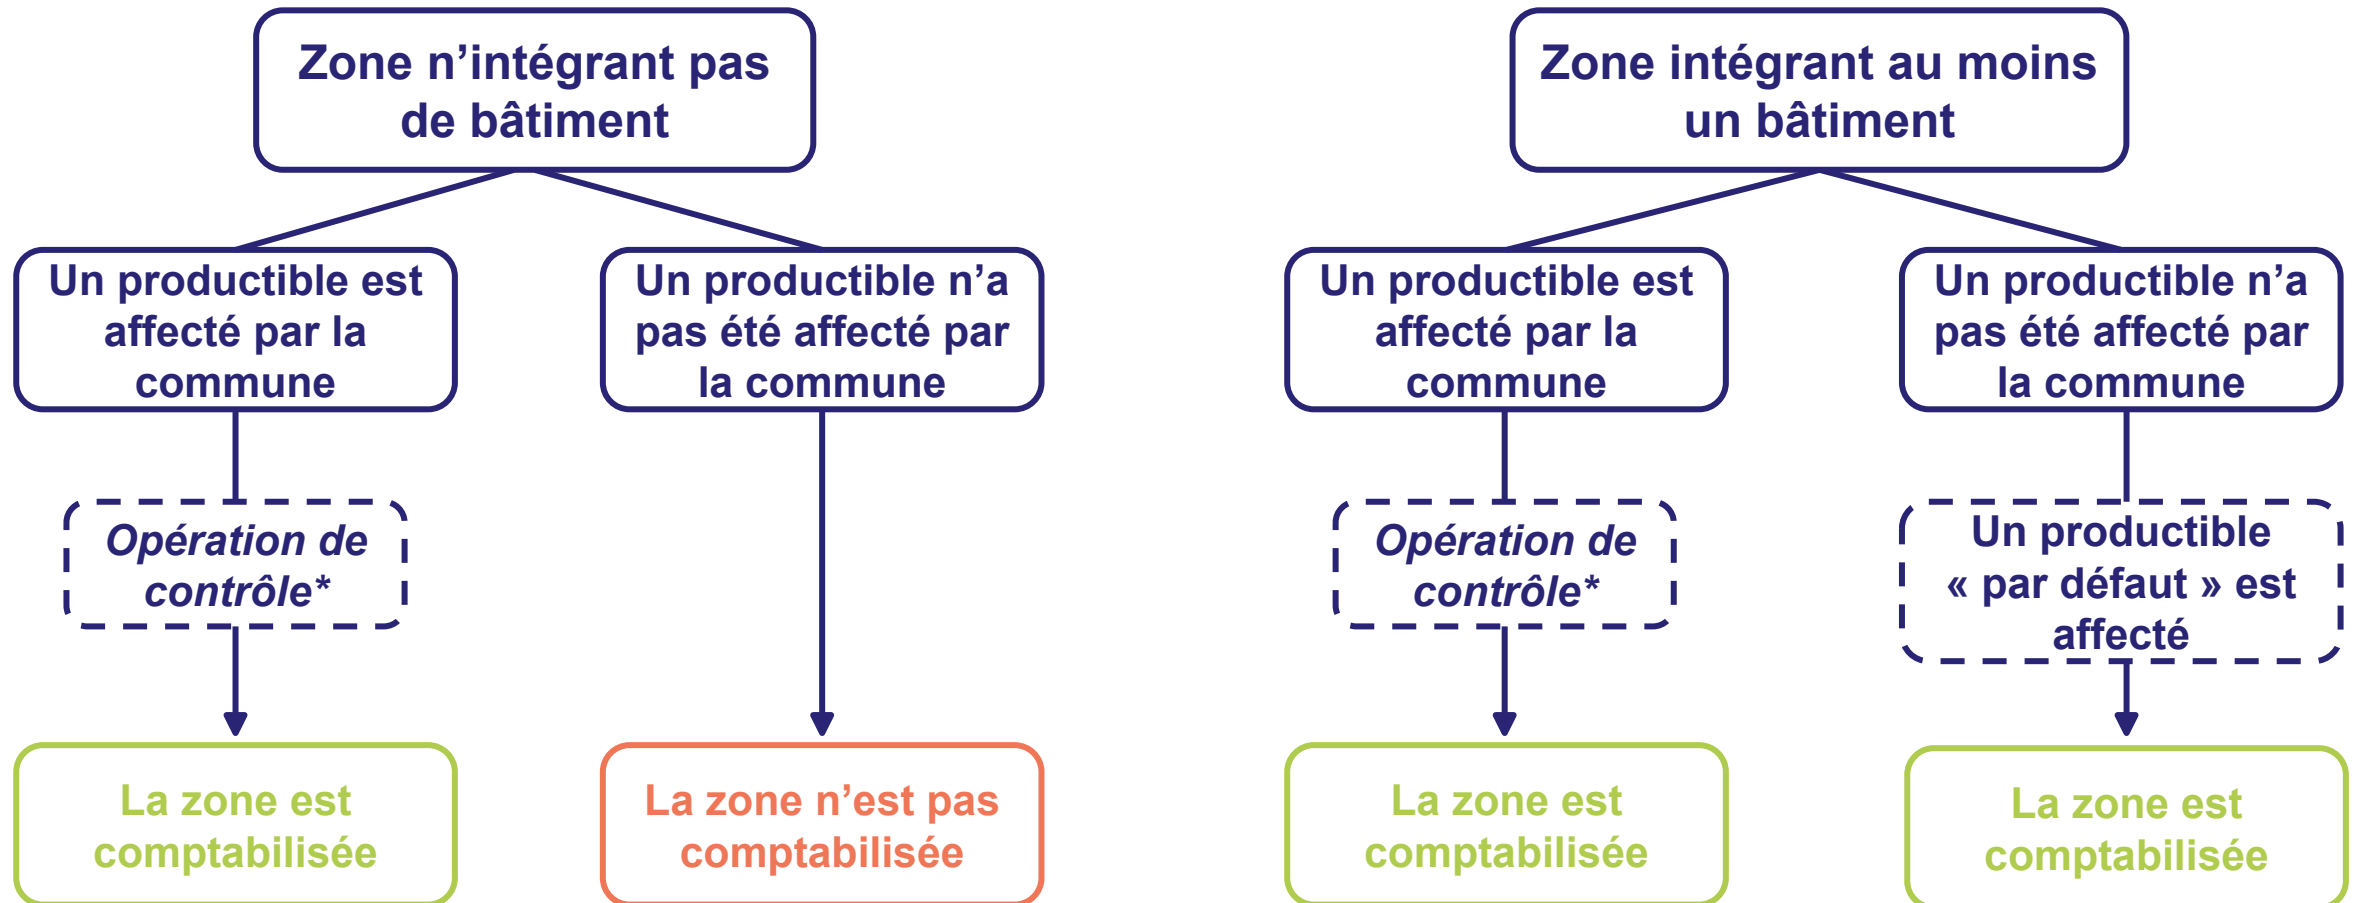 Zone n’intégrant pas
de bâtiment
Zone intégrant au moins
un bâtiment
Un productible est
affecté par la
commune
Un productible n’a
pas été affecté par
la commune
Un productible est
affecté par la
commune
Un productible n’a
pas été affecté par
la commune
Opération de
contrôle*
Opération de
contrôle*
Un productible
« par défaut » est
affecté
La zone est
comptabilisée
La zone n’est pas
comptabilisée
La zone est
comptabilisée
La zone est
comptabilisée